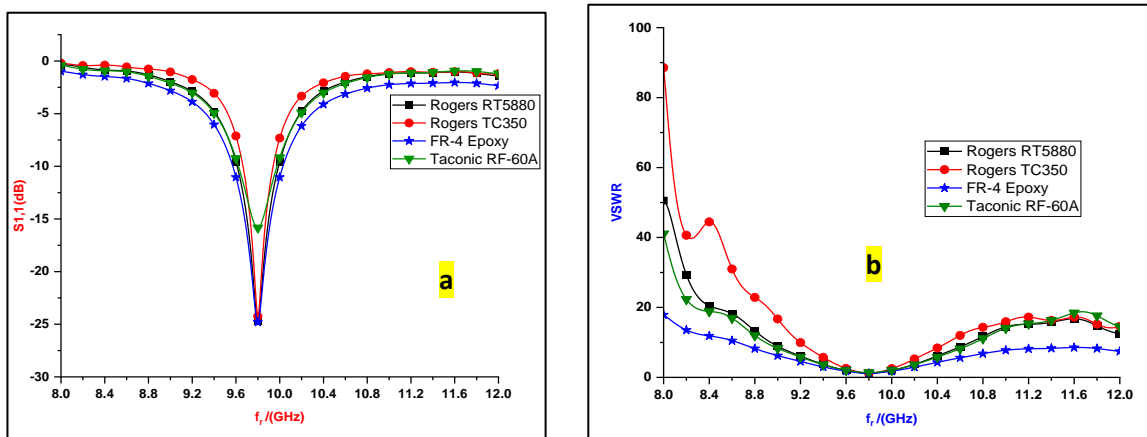 0
-5
-10
-15
-20
-25
-30
S1,1(dB)
8.0 8.4 8.8 9.2 9.6 10.0 10.4 10.8 11.2 11.6 12.0
f_r /(GHz)
Rogers RT5880
Rogers TC350
FR-4 Epoxy
Taconic RF-60A
a
100
80
60
40
20
0
VSWR
8.0 8.4 8.8 9.2 9.6 10.0 10.4 10.8 11.2 11.6 12.0
f_r /(GHz)
Rogers RT5880
Rogers TC350
FR-4 Epoxy
Taconic RF-60A
b